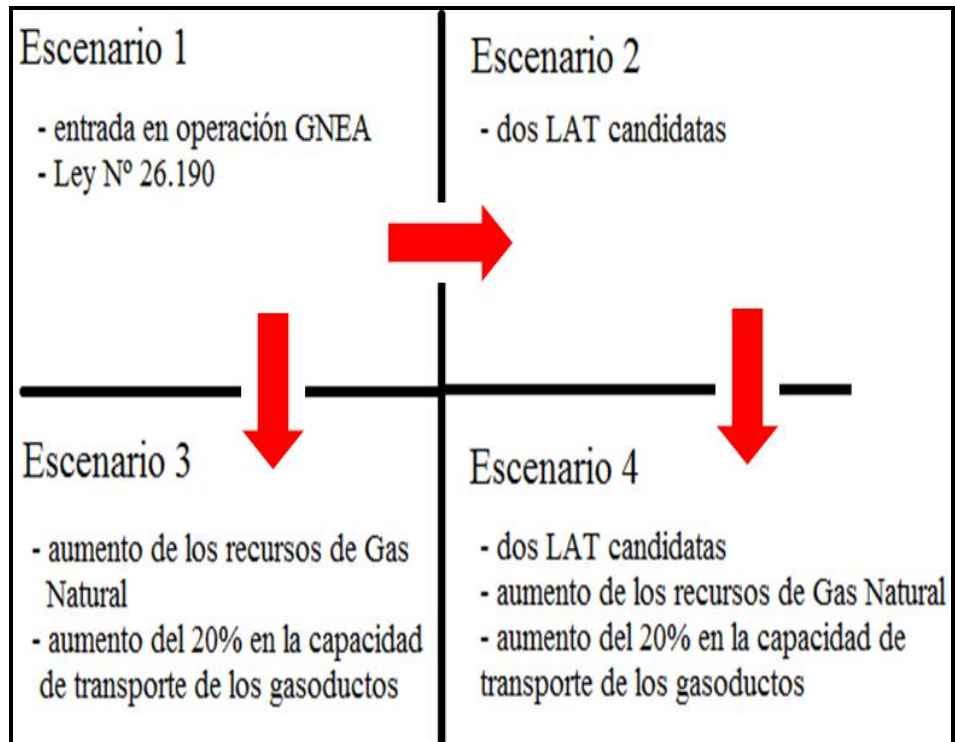 Escenario 1
- entrada en operación GNEA
- Ley Nº 26.190
Escenario 2
- dos LAT candidatas
Escenario 3
- aumento de los recursos de Gas
Natural
- aumento del 20% en la capacidad
de transporte de los gasoductos
Escenario 4
- dos LAT candidatas
- aumento de los recursos de Gas Natural
- aumento del 20% en la capacidad de
transporte de los gasoductos